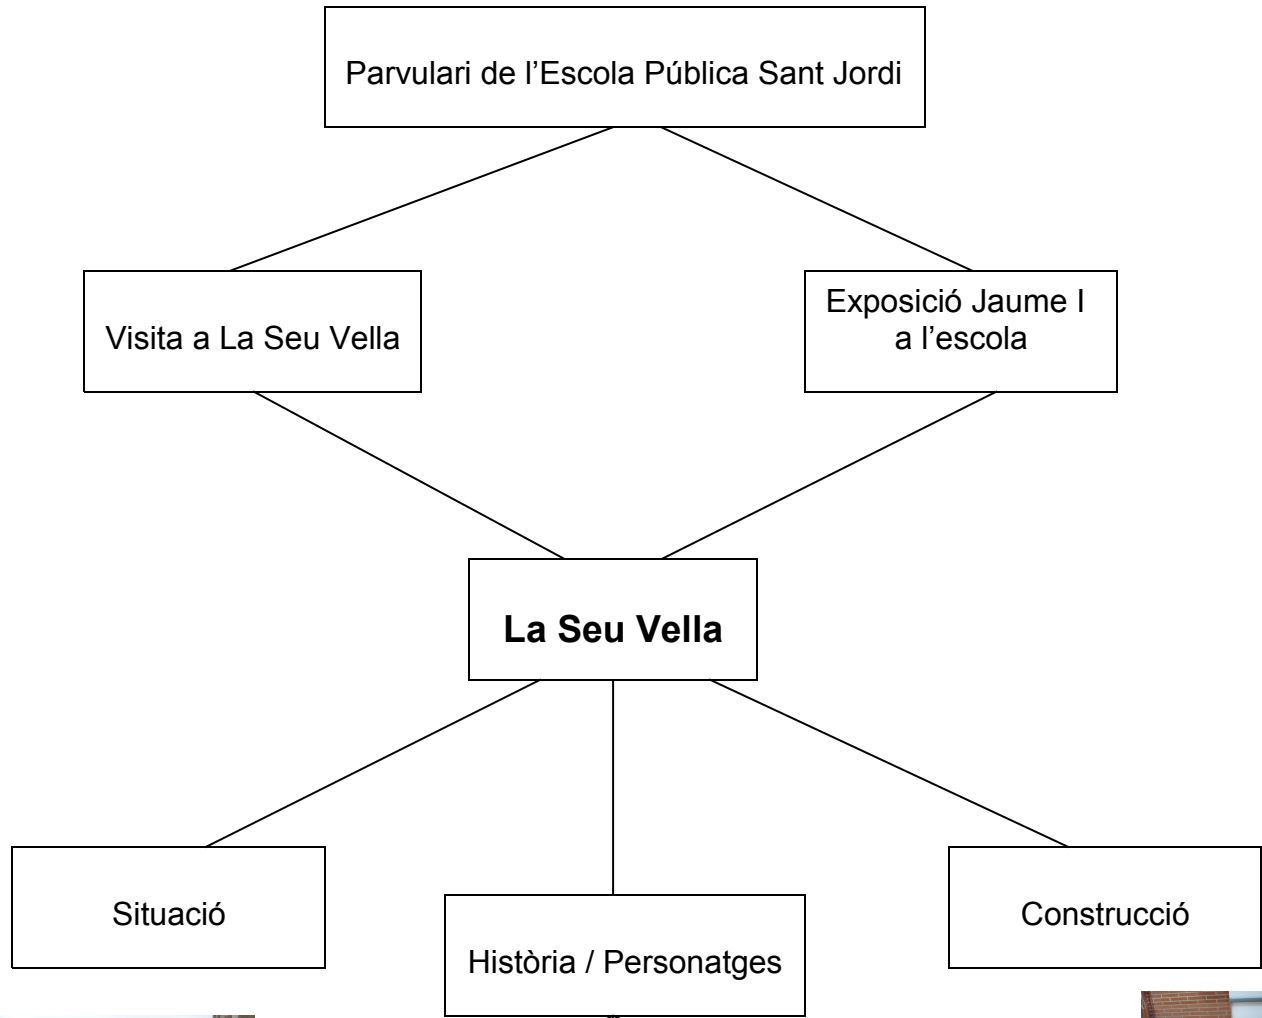 Parvulari de l'Escola Pública Sant Jordi
Visita a La Seu Vella
Exposició Jaume I
a l'escola
La Seu Vella
Situació
Història / Personatges
Construcció